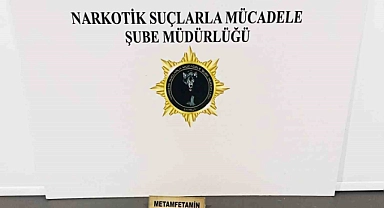 NARKOTİK SUÇLARLA MÜCADELE
ŞUBE MÜDÜRLÜĞÜ
METAMFETAMİN